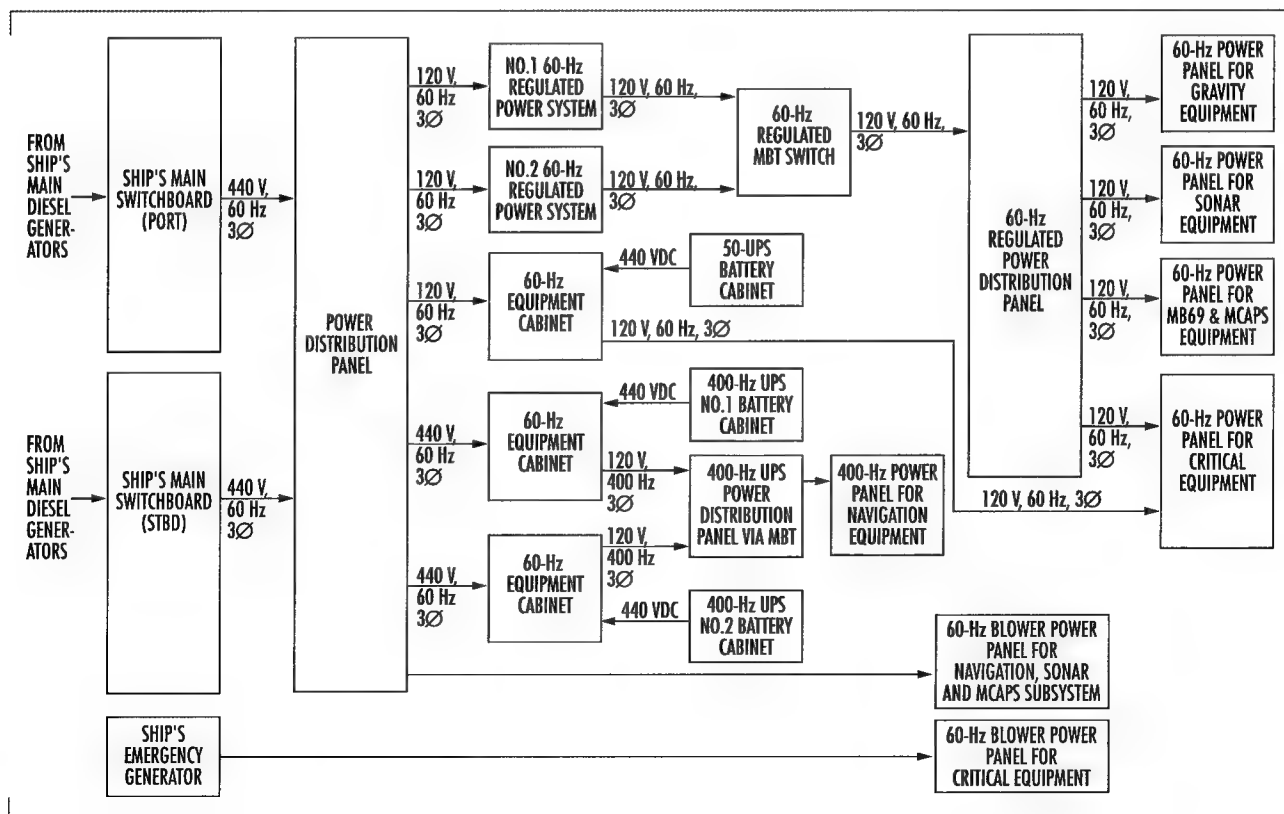 FROM
SHIP'S
MAIN
DIESEL
GENER-
ATORS
SHIP'S MAIN
SWITCHBOARD
(PORT)
440 V,
60 Hz
3Ø
FROM
SHIP'S
MAIN
DIESEL
GENER-
ATORS
SHIP'S MAIN
SWITCHBOARD
(STBD)
440 V,
60 Hz
3Ø
SHIP'S
EMERGENCY
GENERATOR
POWER
DISTRIBUTION
PANEL
120 V,
60 Hz
3Ø
NO.1 60-Hz
REGULATED
POWER SYSTEM
120 V, 60 Hz,
3Ø
120 V,
60 Hz
3Ø
NO.2 60-Hz
REGULATED
POWER SYSTEM
120 V, 60 Hz,
3Ø
60-Hz
REGULATED
MBT SWITCH
120 V, 60 Hz,
3Ø
120 V,
60 Hz
3Ø
60-Hz
EQUIPMENT
CABINET
440 VDC
50-UPS
BATTERY
CABINET
120 V, 60 Hz, 3Ø
440 V,
60 Hz
3Ø
60-Hz
EQUIPMENT
CABINET
440 VDC
400-Hz UPS
NO.1 BATTERY
CABINET
120 V,
400 Hz
3Ø
400-Hz UPS
POWER
DISTRIBUTION
PANEL VIA MBT
400-Hz POWER
PANEL FOR
NAVIGATION
EQUIPMENT
440 V,
60 Hz
3Ø
60-Hz
EQUIPMENT
CABINET
120 V,
400 Hz
3Ø
440 VDC
400-Hz UPS
NO.2 BATTERY
CABINET
60-Hz
REGULATED
POWER
DISTRIBUTION
PANEL
120 V,
60 Hz,
3Ø
60-Hz POWER
PANEL FOR
GRAVITY
EQUIPMENT
120 V,
60 Hz,
3Ø
60-Hz POWER
PANEL FOR
SONAR
EQUIPMENT
120 V,
60 Hz,
3Ø
60-Hz POWER
PANEL FOR
MB69 & MCAPS
EQUIPMENT
120 V,
60 Hz,
3Ø
60-Hz POWER
PANEL FOR
CRITICAL
EQUIPMENT
120 V, 60 Hz, 3Ø
60-Hz BLOWER POWER
PANEL FOR
NAVIGATION, SONAR
AND MCAPS SUBSYSTEM
60-Hz BLOWER POWER
PANEL FOR
CRITICAL EQUIPMENT